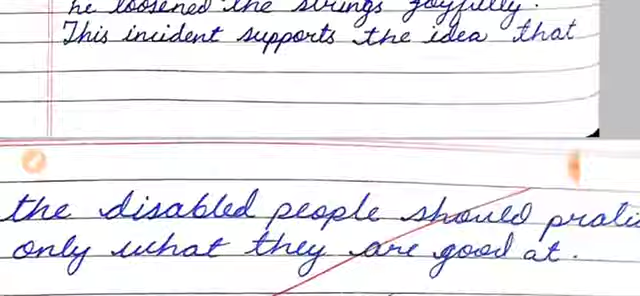 he loosened the strings joyfully.
This incident supports the idea that
the disabled people should
only what they are good at.